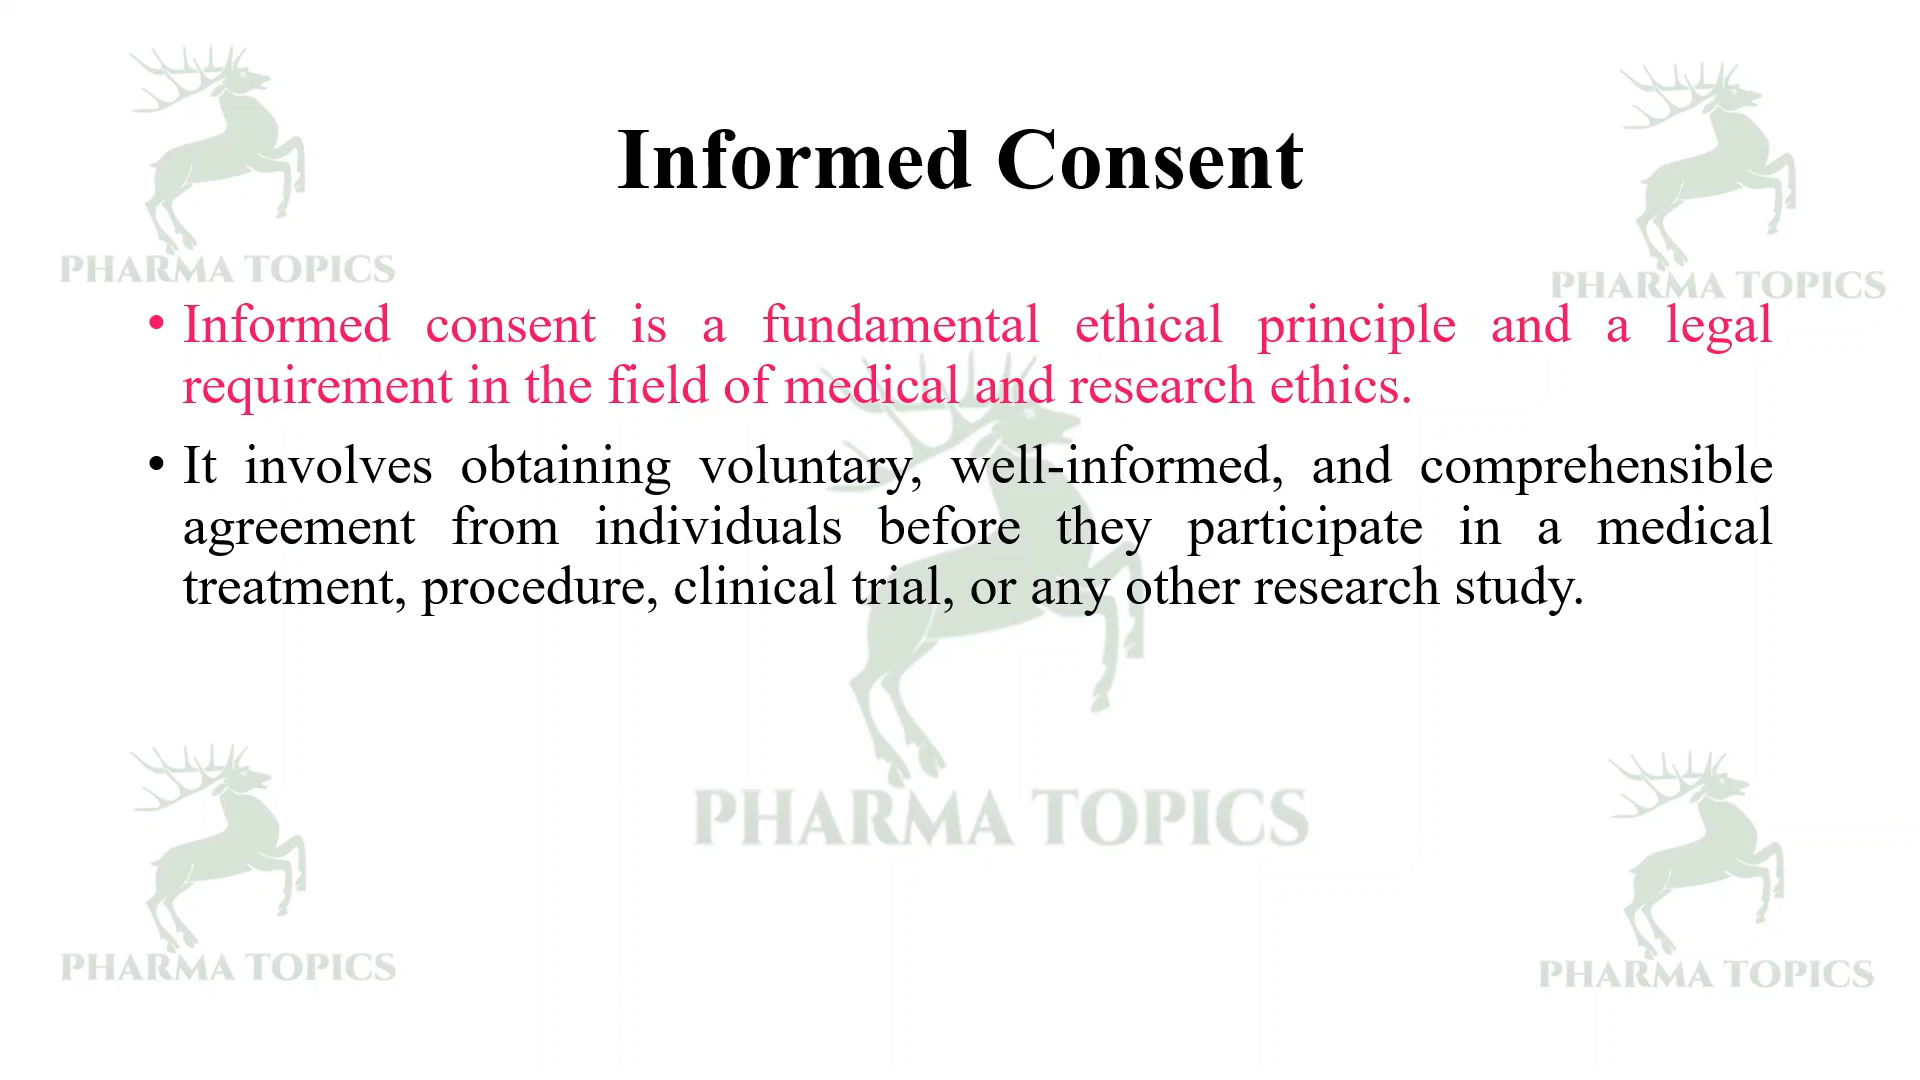 Informed Consent
PHARMA TOPICS
PHARMA TOPICS
• Informed consent is a fundamental ethical principle and a legal
requirement in the field of medical and research ethics.
• It involves obtaining voluntary, well-informed, and comprehensible
agreement from individuals before they participate in a medical
treatment, procedure, clinical trial, or any other research study.
PHARMA TOPICS
PHARMA TOPICS
PHARMA TOPICS